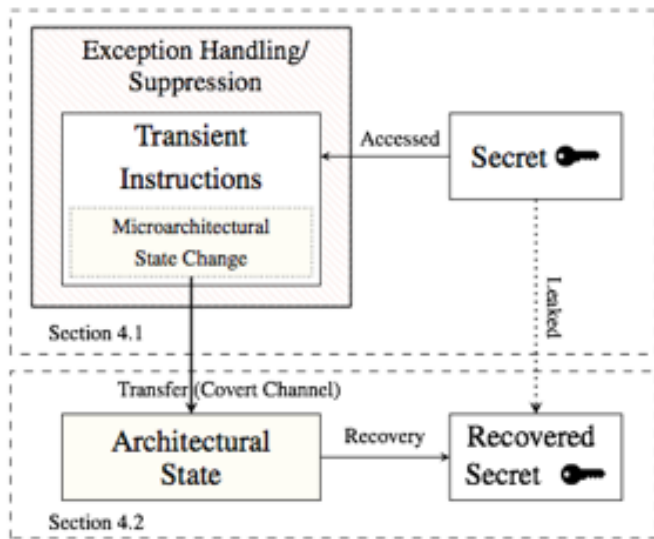 Exception Handling/
Suppression
Transient
Instructions
Microarchitectural
State Change
Accessed
Secret
Leaked
Section 4.1
Transfer (Covert Channel)
Architectural
State
Recovery
Recovered
Secret
Section 4.2